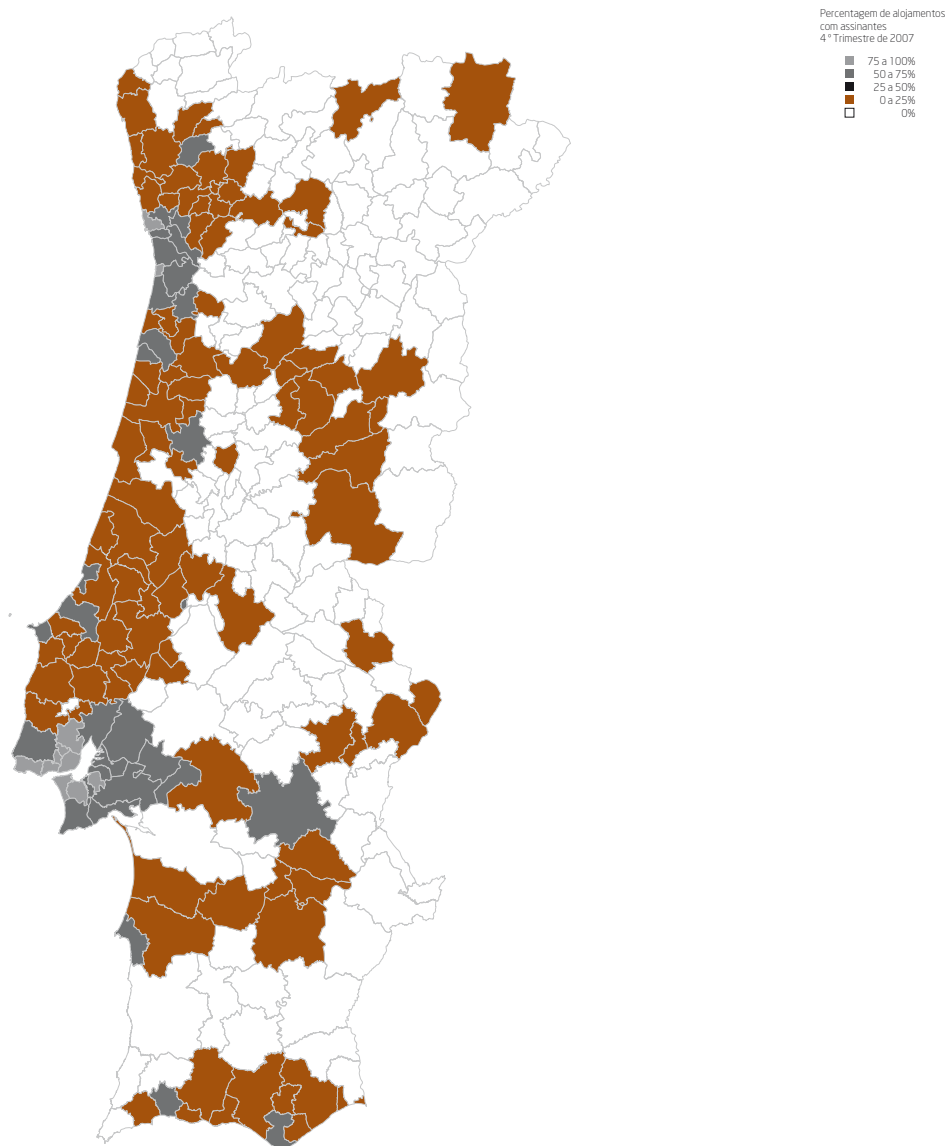 Percentagem de alojamentos
com assinantes
4º Trimestre de 2007
75 a 100%
50 a 75%
25 a 50%
0 a 25%
0%